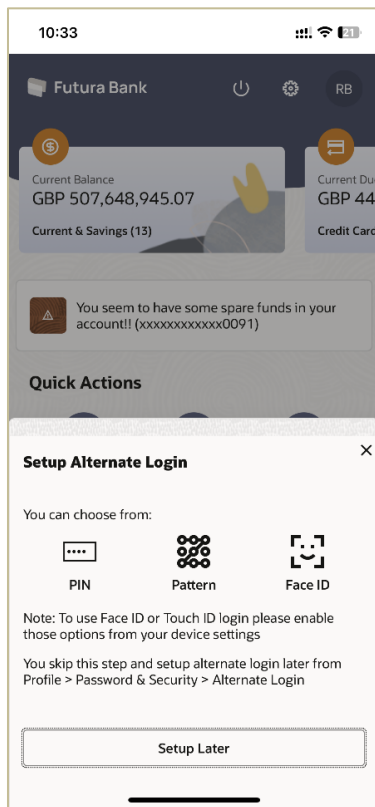 10:33
21
Futura Bank
RB
Current Balance
GBP 507,648,945.07
Current & Savings (13)
Current Du
GBP 44
Credit Card
You seem to have some spare funds in your
account!! (xxxxxxxxxxxx0091)
Quick Actions
Setup Alternate Login
You can choose from:
PIN
Pattern
Face ID
Note: To use Face ID or Touch ID login please enable
those options from your device settings
You skip this step and setup alternate login later from
Profile > Password & Security > Alternate Login
Setup Later